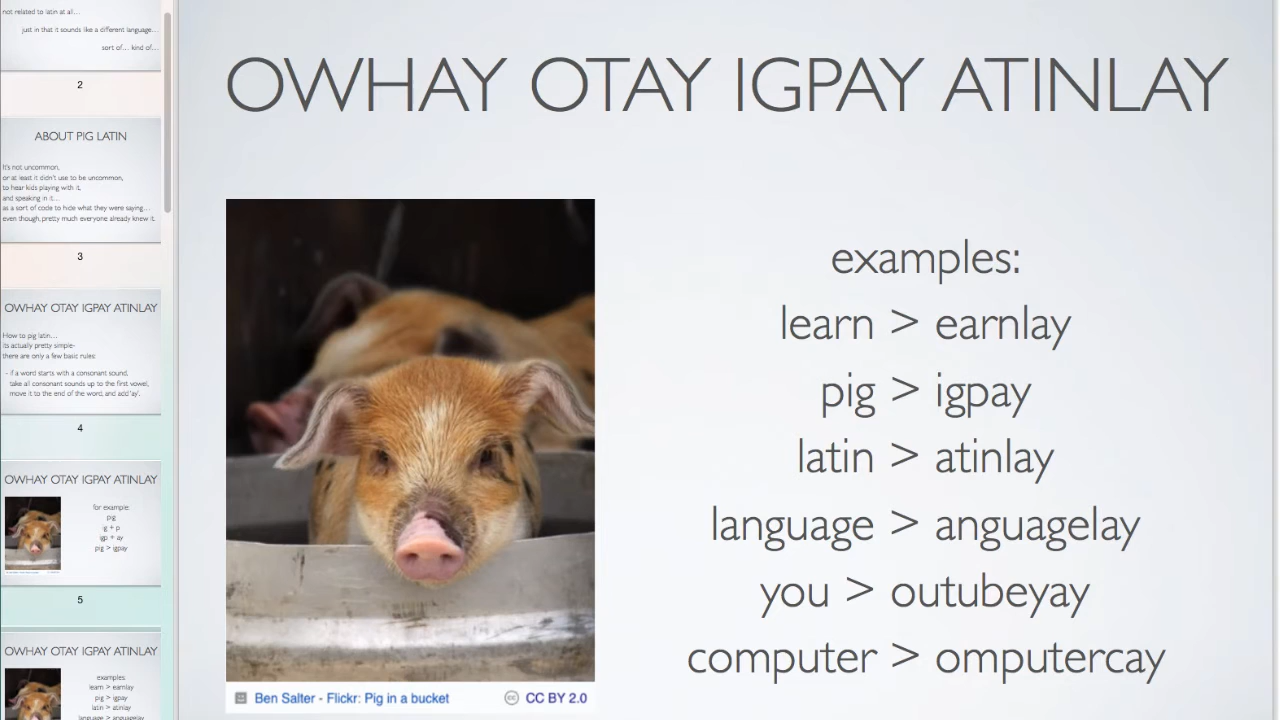 not related to latin at all...
just in that it sounds like a different language...
sort of... kind of...
2
ABOUT PIG LATIN
It's not uncommon,
or at least it didn't use to be uncommon,
to hear kids playing with it,
and speaking in it...
as a sort of code to hide what they were saying...
even though, pretty much everyone already knew it.
3
OWHAY OTAY IGPAY ATINLAY
How to pig latin...
its actually pretty simple-
there are only a few basic rules:
- if a word starts with a consonant sound,
take all consonant sounds up to the first vowel,
move it to the end of the word, and add 'ay'.
4
OWHAY OTAY IGPAY ATINLAY
for example:
pig
ig + p
igp + ay
pig > igpay
5
OWHAY OTAY IGPAY ATINLAY
examples:
learn > earnlay
pig > igpay
latin > atinlay
language > anguagelay
OWHAY OTAY IGPAY ATINLAY
examples:
learn > earnlay
pig > igpay
latin > atinlay
language > anguagelay
you > outubeyay
computer > omputercay
Ben Salter - Flickr: Pig in a bucket
cc CC BY 2.0